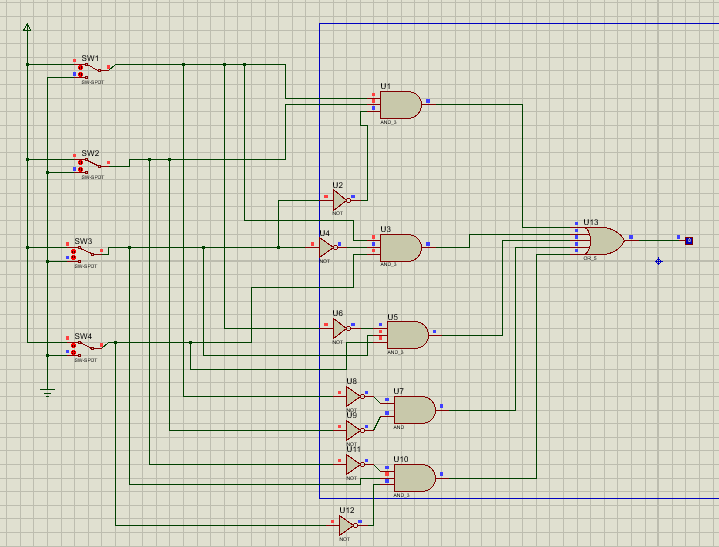 SW1
SW-SPDT
U1
AND_3
SW2
SW-SPDT
U2
NOT
U13
OR_5
0
SW3
SW-SPDT
U4
NOT
U3
AND_3
U6
NOT
U5
AND_3
SW4
SW-SPDT
U8
NOT
U7
AND
U9
NOT
U11
NOT
U10
AND_3
U12
NOT